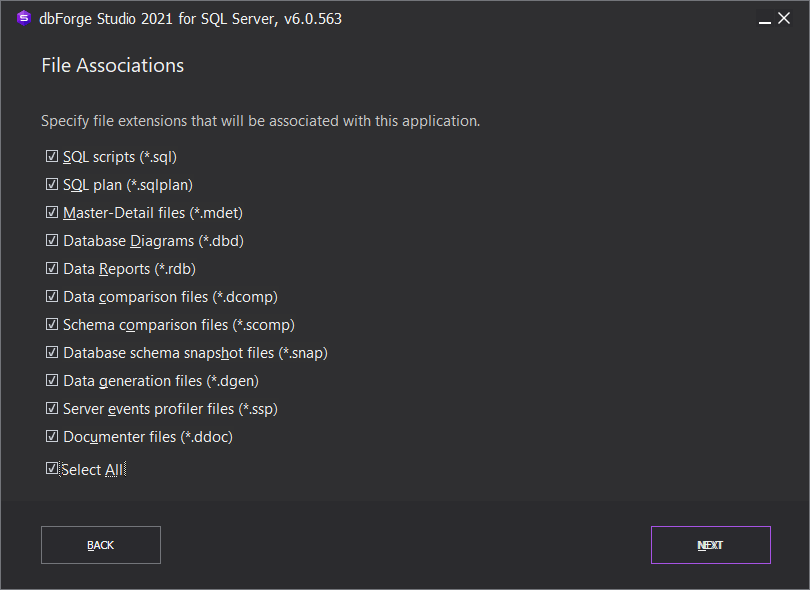 dbForge Studio 2021 for SQL Server, v6.0.563
File Associations
Specify file extensions that will be associated with this application.
SQL scripts (*.sql)
SQL plan (*.sqlplan)
Master-Detail files (*.mdet)
Database Diagrams (*.dbd)
Data Reports (*.rdb)
Data comparison files (*.dcomp)
Schema comparison files (*.scomp)
Database schema snapshot files (*.snap)
Data generation files (*.dgen)
Server events profiler files (*.ssp)
Documenter files (*.ddoc)
Select All
BACK
NEXT